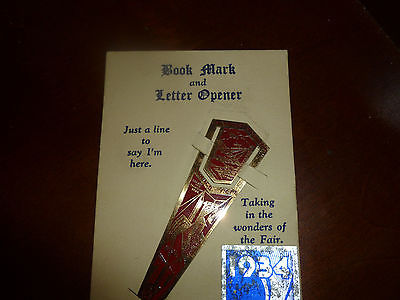 Book Mark
and
Letter Opener
Just a line
to say I'm
here.
Taking
in the
wonders of
the Fair.
1934